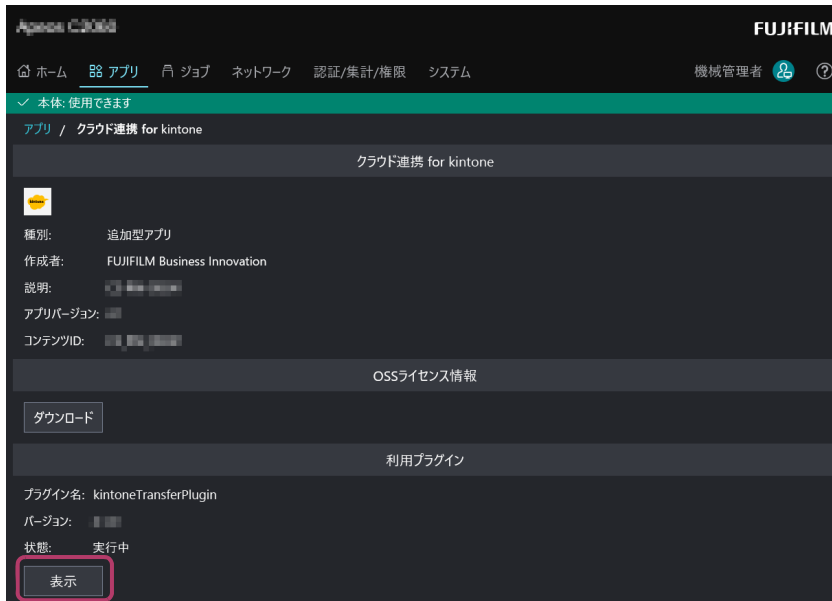 FUJIFILM
ホーム アプリ ジョブ ネットワーク 認証/集計/権限 システム 機械管理者
本体: 使用できます
アプリ / クラウド連携 for kintone
クラウド連携 for kintone
種別: 追加型アプリ
作成者: FUJIFILM Business Innovation
説明:
アプリバージョン:
コンテンツID:
OSSライセンス情報
ダウンロード
利用プラグイン
プラグイン名: kintoneTransferPlugin
バージョン:
状態: 実行中
表示